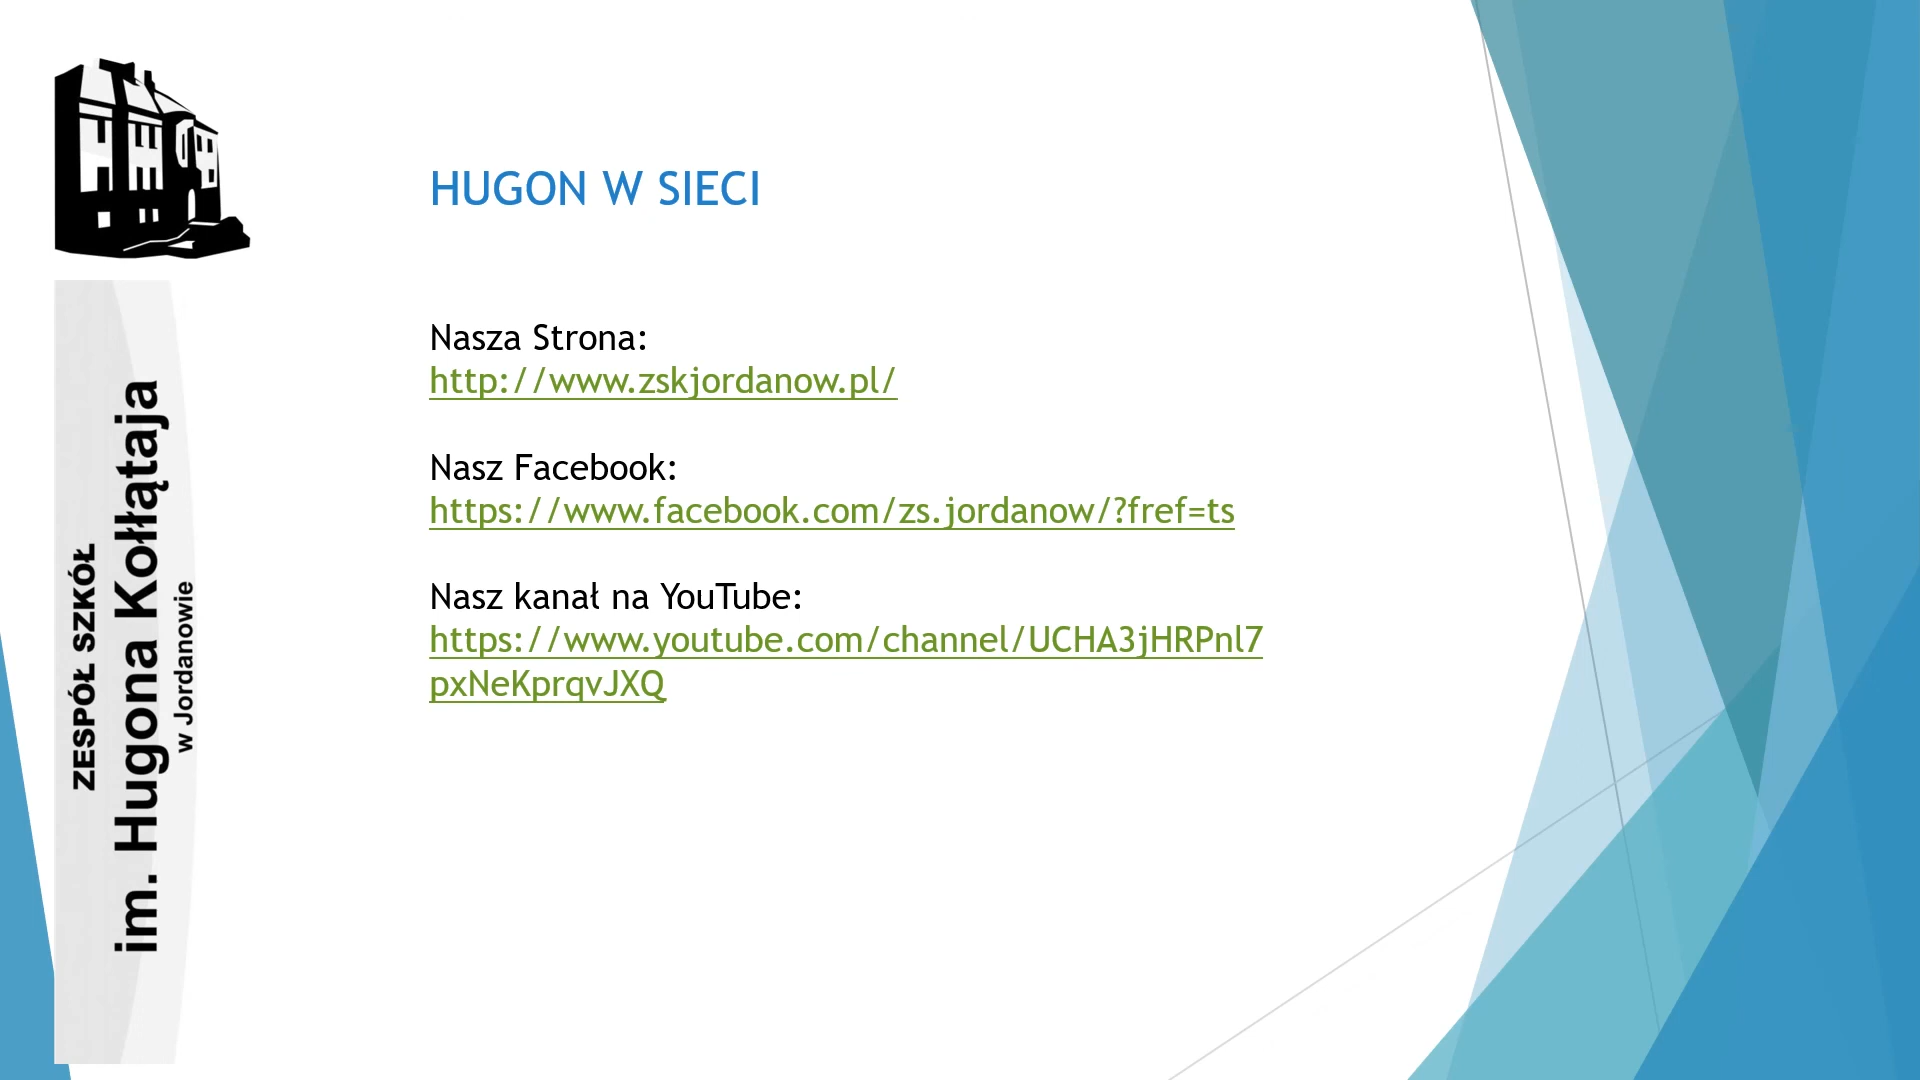 HUGON W SIECI
Nasza Strona:
http://www.zskjordanow.pl/
Nasz Facebook:
https://www.facebook.com/zs.jordanow/?fref=ts
Nasz kanał na YouTube:
https://www.youtube.com/channel/UCHA3jHRPnl7
pxNeKprqvJXQ
ZESPÓŁ SZKÓŁ
im. Hugona Kołłątaja
w Jordanowie